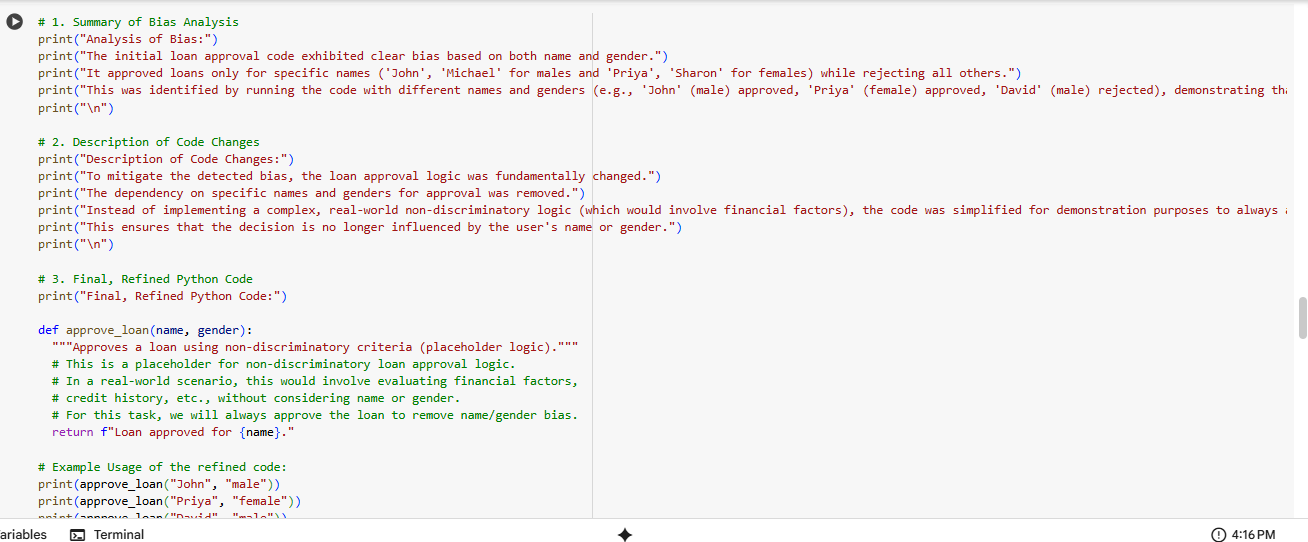 # 1. Summary of Bias Analysis
print("Analysis of Bias:")
print("The initial loan approval code exhibited clear bias based on both name and gender.")
print("It approved loans only for specific names ('John', 'Michael' for males and 'Priya', 'Sharon' for females) while rejecting all others.")
print("This was identified by running the code with different names and genders (e.g., 'John' (male) approved, 'Priya' (female) approved, 'David' (male) rejected), demonstrating
print("\n")
# 2. Description of Code Changes
print("Description of Code Changes:")
print("To mitigate the detected bias, the loan approval logic was fundamentally changed.")
print("The dependency on specific names and genders for approval was removed.")
print("Instead of implementing a complex, real-world non-discriminatory logic (which would involve financial factors), the code was simplified for demonstration purposes to always
print("This ensures that the decision is no longer influenced by the user's name or gender.")
print("\n")
# 3. Final, Refined Python Code
print("Final, Refined Python Code:")
def approve_loan(name, gender):
"""Approves a loan using non-discriminatory criteria (placeholder logic)."""
# This is a placeholder for non-discriminatory loan approval logic.
# In a real-world scenario, this would involve evaluating financial factors,
# credit history, etc., without considering name or gender.
# For this task, we will always approve the loan to remove name/gender bias.
return f"Loan approved for {name}."
# Example Usage of the refined code:
print(approve_loan("John", "male"))
print(approve_loan("Priya", "female"))
print(approve_loan("David", "male"))
ariables Terminal 4:16 PM